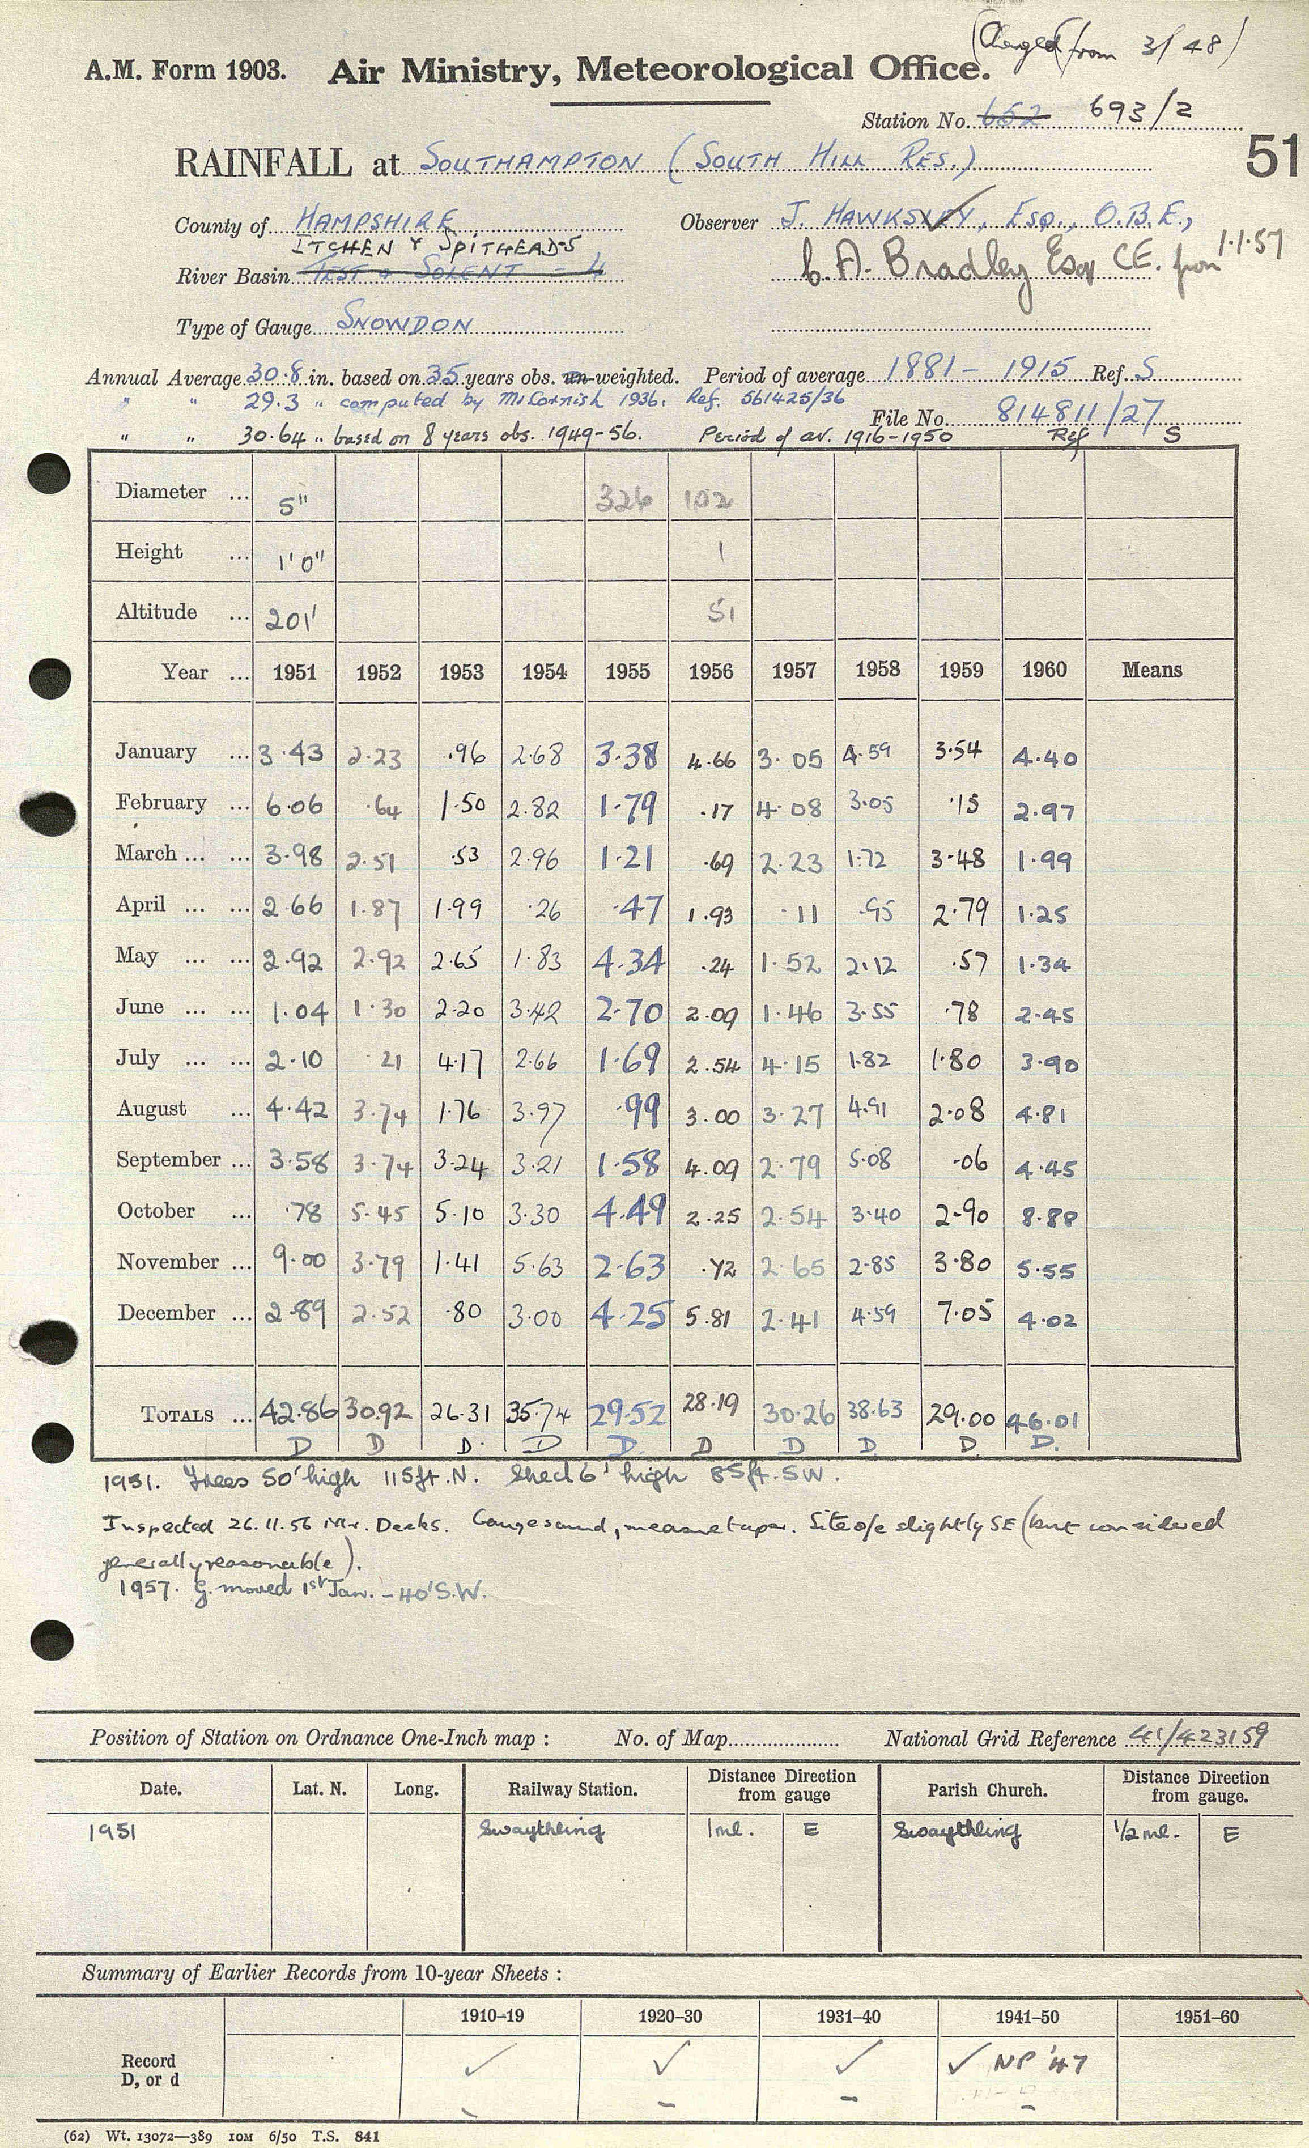 (Changed from 3/48)
A.M. Form 1903. Air Ministry, Meteorological Office.
Station No. 652 693/2
RAINFALL at SOUTHAMPTON (SOUTH HILL RES.) 51
County of HAMPSHIRE Observer J. HAWKSLEY, ESQ., O.B.E.,
ITCHEN & SPITHEADS
River Basin TEST & SOLENT - 4 C. A. Bradley Esq CE. from 1.1.57
Type of Gauge SNOWDON
Annual Average 30.8 in. based on 35 years obs. un-weighted. Period of average 1881 – 1915 Ref. S
" " 29.3 " computed by McCornish 1936. Ref. 561425/36
File No. 814811/27
" " 30.64 " based on 8 years obs. 1949-56. Period of av. 1916-1950 Ref S
Diameter ... 5" 326 102
Height ... 1'0" 1
Altitude ... 201' 51
Year ... 1951 1952 1953 1954 1955 1956 1957 1958 1959 1960 Means
January ... 3.43 2.23 .96 2.68 3.38 4.66 3.05 4.59 3.54 4.40
February ... 6.06 .64 1.50 2.82 1.79 .17 4.08 3.05 .15 2.97
March ... ... 3.98 2.51 .53 2.96 1.21 .69 2.23 1.72 3.48 1.99
April ... ... 2.66 1.87 1.99 .26 .47 1.93 .11 .95 2.79 1.25
May ... ... 2.92 2.92 2.65 1.83 4.34 .24 1.52 2.12 .57 1.34
June ... ... 1.04 1.30 2.20 3.42 2.70 2.09 1.46 3.55 .78 2.45
July ... ... 2.10 .21 4.17 2.66 1.69 2.54 4.15 1.82 1.80 3.90
August ... 4.42 3.74 1.76 3.97 .99 3.00 3.27 4.91 2.08 4.81
September ... 3.58 3.74 3.24 3.21 1.58 4.09 2.79 5.08 .06 4.45
October ... .78 5.45 5.10 3.30 4.49 2.25 2.54 3.40 2.90 8.88
November ... 9.00 3.79 1.41 5.63 2.63 .72 2.65 2.85 3.80 5.55
December ... 2.89 2.52 .80 3.00 4.25 5.81 2.41 4.59 7.05 4.02
TOTALS ... 42.86 30.92 26.31 35.74 29.52 28.19 30.26 38.63 29.00 46.01
D D D. D D. D D D. D. D.
1951. Trees 50' high 115ft. N. Shed 6' high 85ft. SW.
Inspected 26.11.56 Mr. Deeks. Gauge sound, measure taper. Site o/e slightly SE (but considered
generally reasonable).
1957. G. moved 1st Jan. - 40' S.W.
Position of Station on Ordnance One-Inch map : No. of Map National Grid Reference 41/423159
Date. Lat. N. Long. Railway Station. Distance from gauge Direction Parish Church. Distance from gauge. Direction
1951 Swaythling 1ml. E Swaythling 1/2 ml. E
Summary of Earlier Records from 10-year Sheets :
1910–19 1920–30 1931–40 1941–50 1951–60
Record D, or d ✓ ✓ ✓ ✓ NP '47
(62) Wt. 13072—389 10M 6/50 T.S. 841